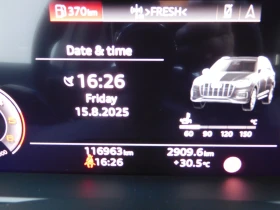 370km >FRESH<
Date & time
16:26
Friday
15.8.2025
60 90 120 150
116963km 2909.6km
16:26 +30.5°C